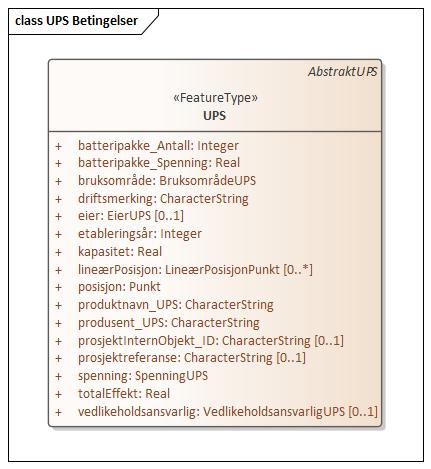 class UPS Betingelser
AbstraktUPS
«FeatureType»
UPS
+ batteripakke_Antall: Integer
+ batteripakke_Spenning: Real
+ bruksområde: BruksområdeUPS
+ driftsmerking: CharacterString
+ eier: EierUPS [0..1]
+ etableringsår: Integer
+ kapasitet: Real
+ lineærPosisjon: LineærPosisjonPunkt [0..*]
+ posisjon: Punkt
+ produktnavn_UPS: CharacterString
+ produsent_UPS: CharacterString
+ prosjektInternObjekt_ID: CharacterString [0..1]
+ prosjektreferanse: CharacterString [0..1]
+ spenning: SpenningUPS
+ totalEffekt: Real
+ vedlikeholdsansvarlig: VedlikeholdsansvarligUPS [0..1]